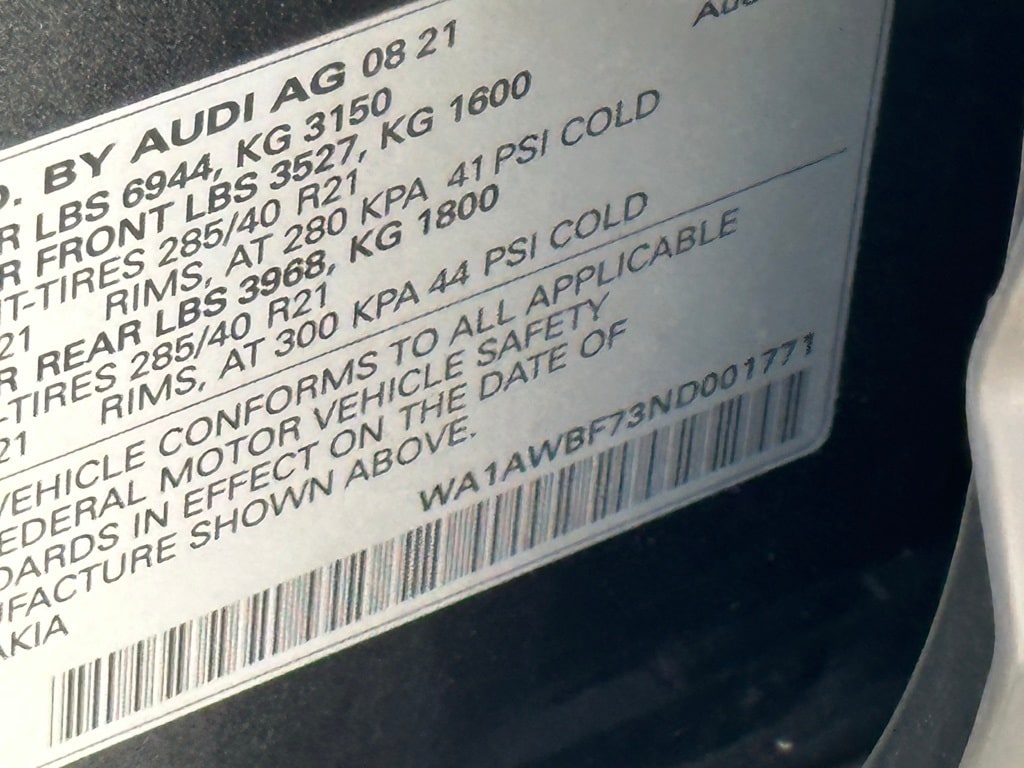 Au
D. BY AUDI AG 08 21
R LBS 6944, KG 3150
R FRONT LBS 3527, KG 1600
NT-TIRES 285/40 R21
21 RIMS, AT 280 KPA 41 PSI COLD
R REAR LBS 3968, KG 1800
-TIRES 285/40 R21
21 RIMS, AT 300 KPA 44 PSI COLD
VEHICLE CONFORMS TO ALL APPLICABLE
EDERAL MOTOR VEHICLE SAFETY
DARDS IN EFFECT ON THE DATE OF
UFACTURE SHOWN ABOVE.
WA1AWBF73ND001771
AKIA